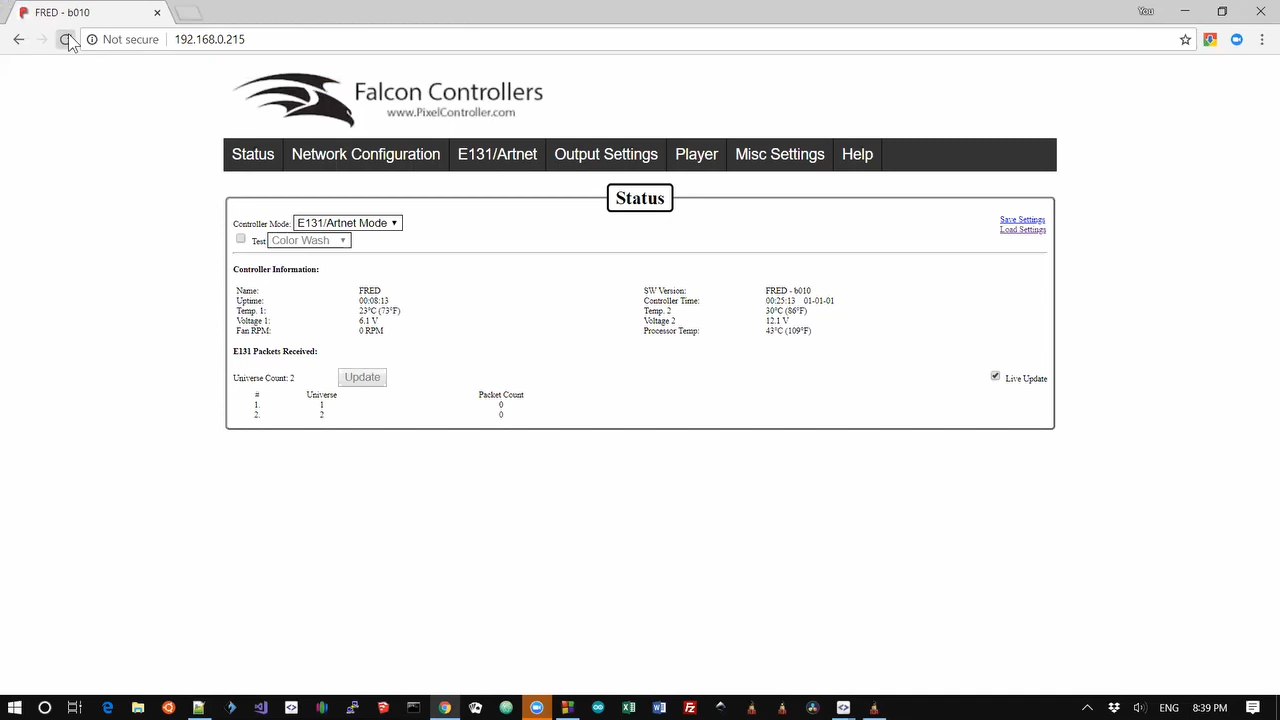 FRED - b010
You
Not secure
192.168.0.215
Falcon Controllers
www.PixelController.com
Status Network Configuration E131/Artnet Output Settings Player Misc Settings Help
Status
Controller Mode: E131/Artnet Mode
Save Settings
Test Color Wash
Load Settings
Controller Information:
Name: FRED SW Version: FRED - b010
Uptime: 00:08:13 Controller Time: 00:25:13 01-01-01
Temp. 1: 23°C (73°F) Temp. 2 30°C (86°F)
Voltage 1: 6.1 V Voltage 2 12.1 V
Fan RPM: 0 RPM Processor Temp: 43°C (109°F)
E131 Packets Received:
Universe Count: 2 Update Live Update
# Universe Packet Count
1. 1 0
2. 2 0
ENG 8:39 PM